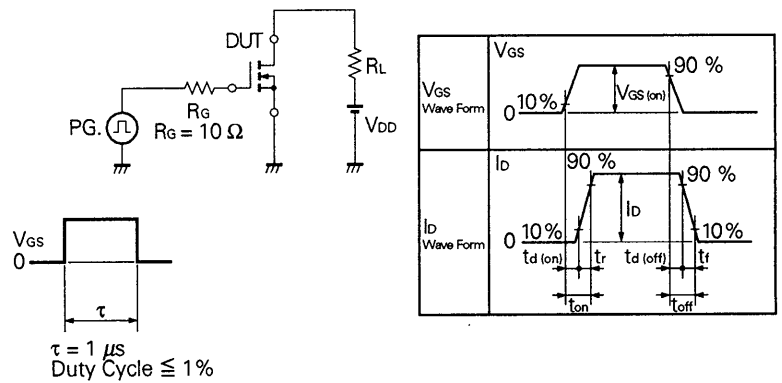 DUT
RL
RG
PG.
RG = 10 Ω
VDD
VGS
0
τ
τ = 1 μs
Duty Cycle ≦ 1%
VGS
Wave Form
VGS
90 %
VGS (on)
10%
0
ID
Wave Form
ID
90 %
90 %
ID
0
10%
10%
td (on)
tr
td (off)
tf
ton
toff